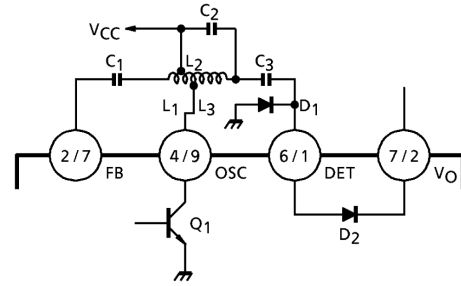 C2
VCC
C1
L2
C3
L1
L3
D1
2 / 7
FB
4 / 9
OSC
6 / 1
DET
7 / 2
VO
Q1
D2